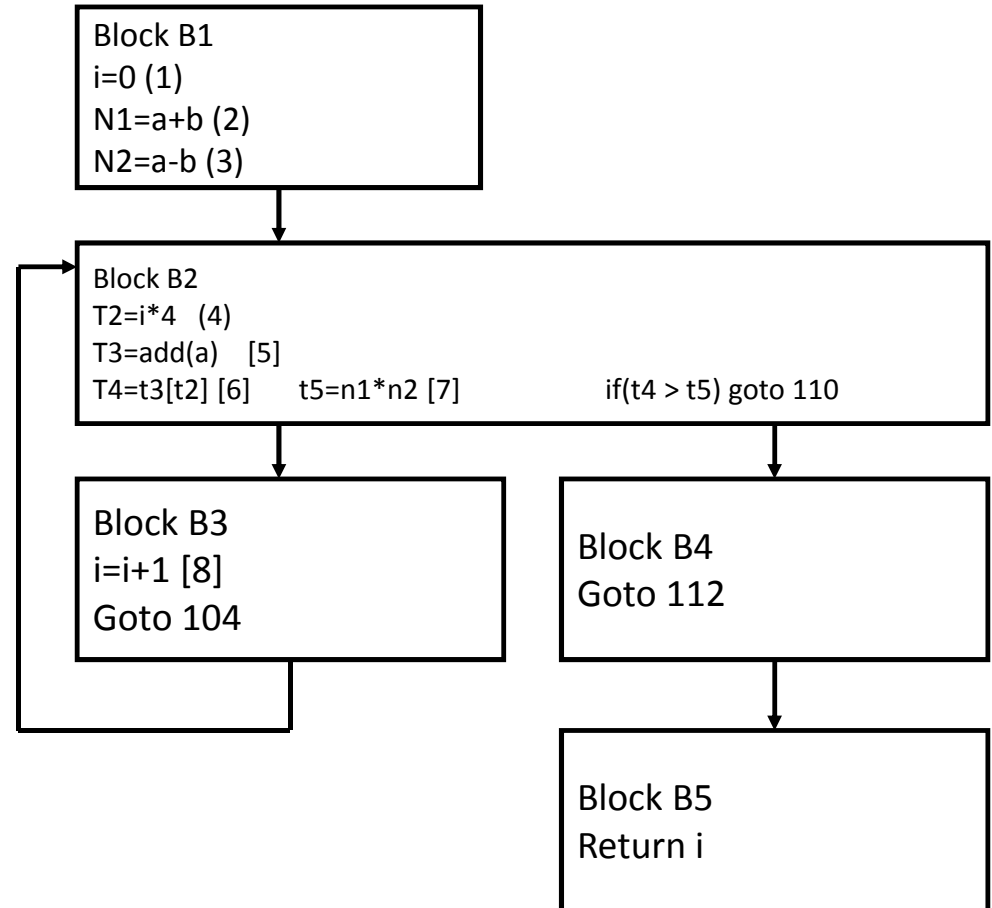 Block B1
i=0 (1)
N1=a+b (2)
N2=a-b (3)
Block B2
T2=i*4 (4)
T3=add(a) [5]
T4=t3[t2] [6] t5=n1*n2 [7] if(t4 > t5) goto 110
Block B3
i=i+1 [8]
Goto 104
Block B4
Goto 112
Block B5
Return i